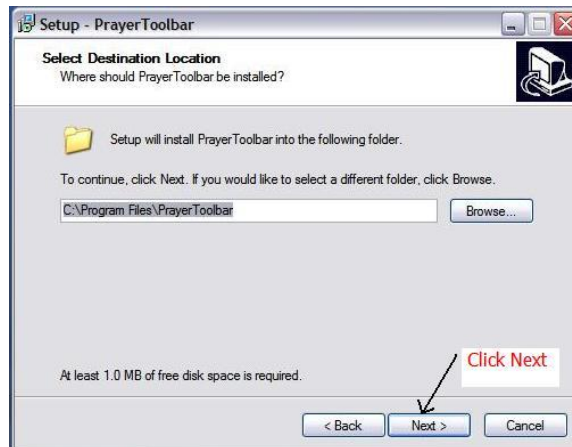 Setup - PrayerToolbar
Select Destination Location
Where should PrayerToolbar be installed?
Setup will install PrayerToolbar into the following folder.
To continue, click Next. If you would like to select a different folder, click Browse.
C:\Program Files\PrayerToolbar
Browse...
Click Next
At least 1.0 MB of free disk space is required.
< Back
Next >
Cancel